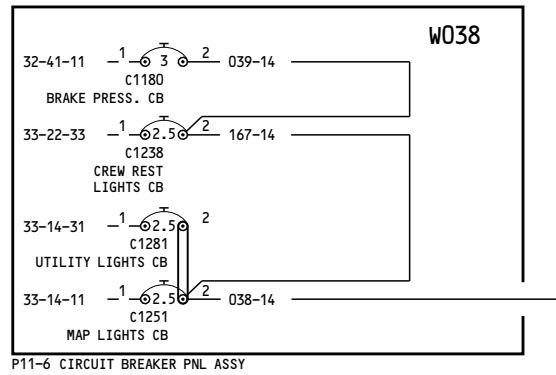 W038
32-41-11 1 3 2 039-14
C1180
BRAKE PRESS. CB
33-22-33 1 2.5 2 167-14
C1238
CREW REST
LIGHTS CB
33-14-31 1 2.5 2
C1281
UTILITY LIGHTS CB
33-14-11 1 2.5 2 038-14
C1251
MAP LIGHTS CB
P11-6 CIRCUIT BREAKER PNL ASSY